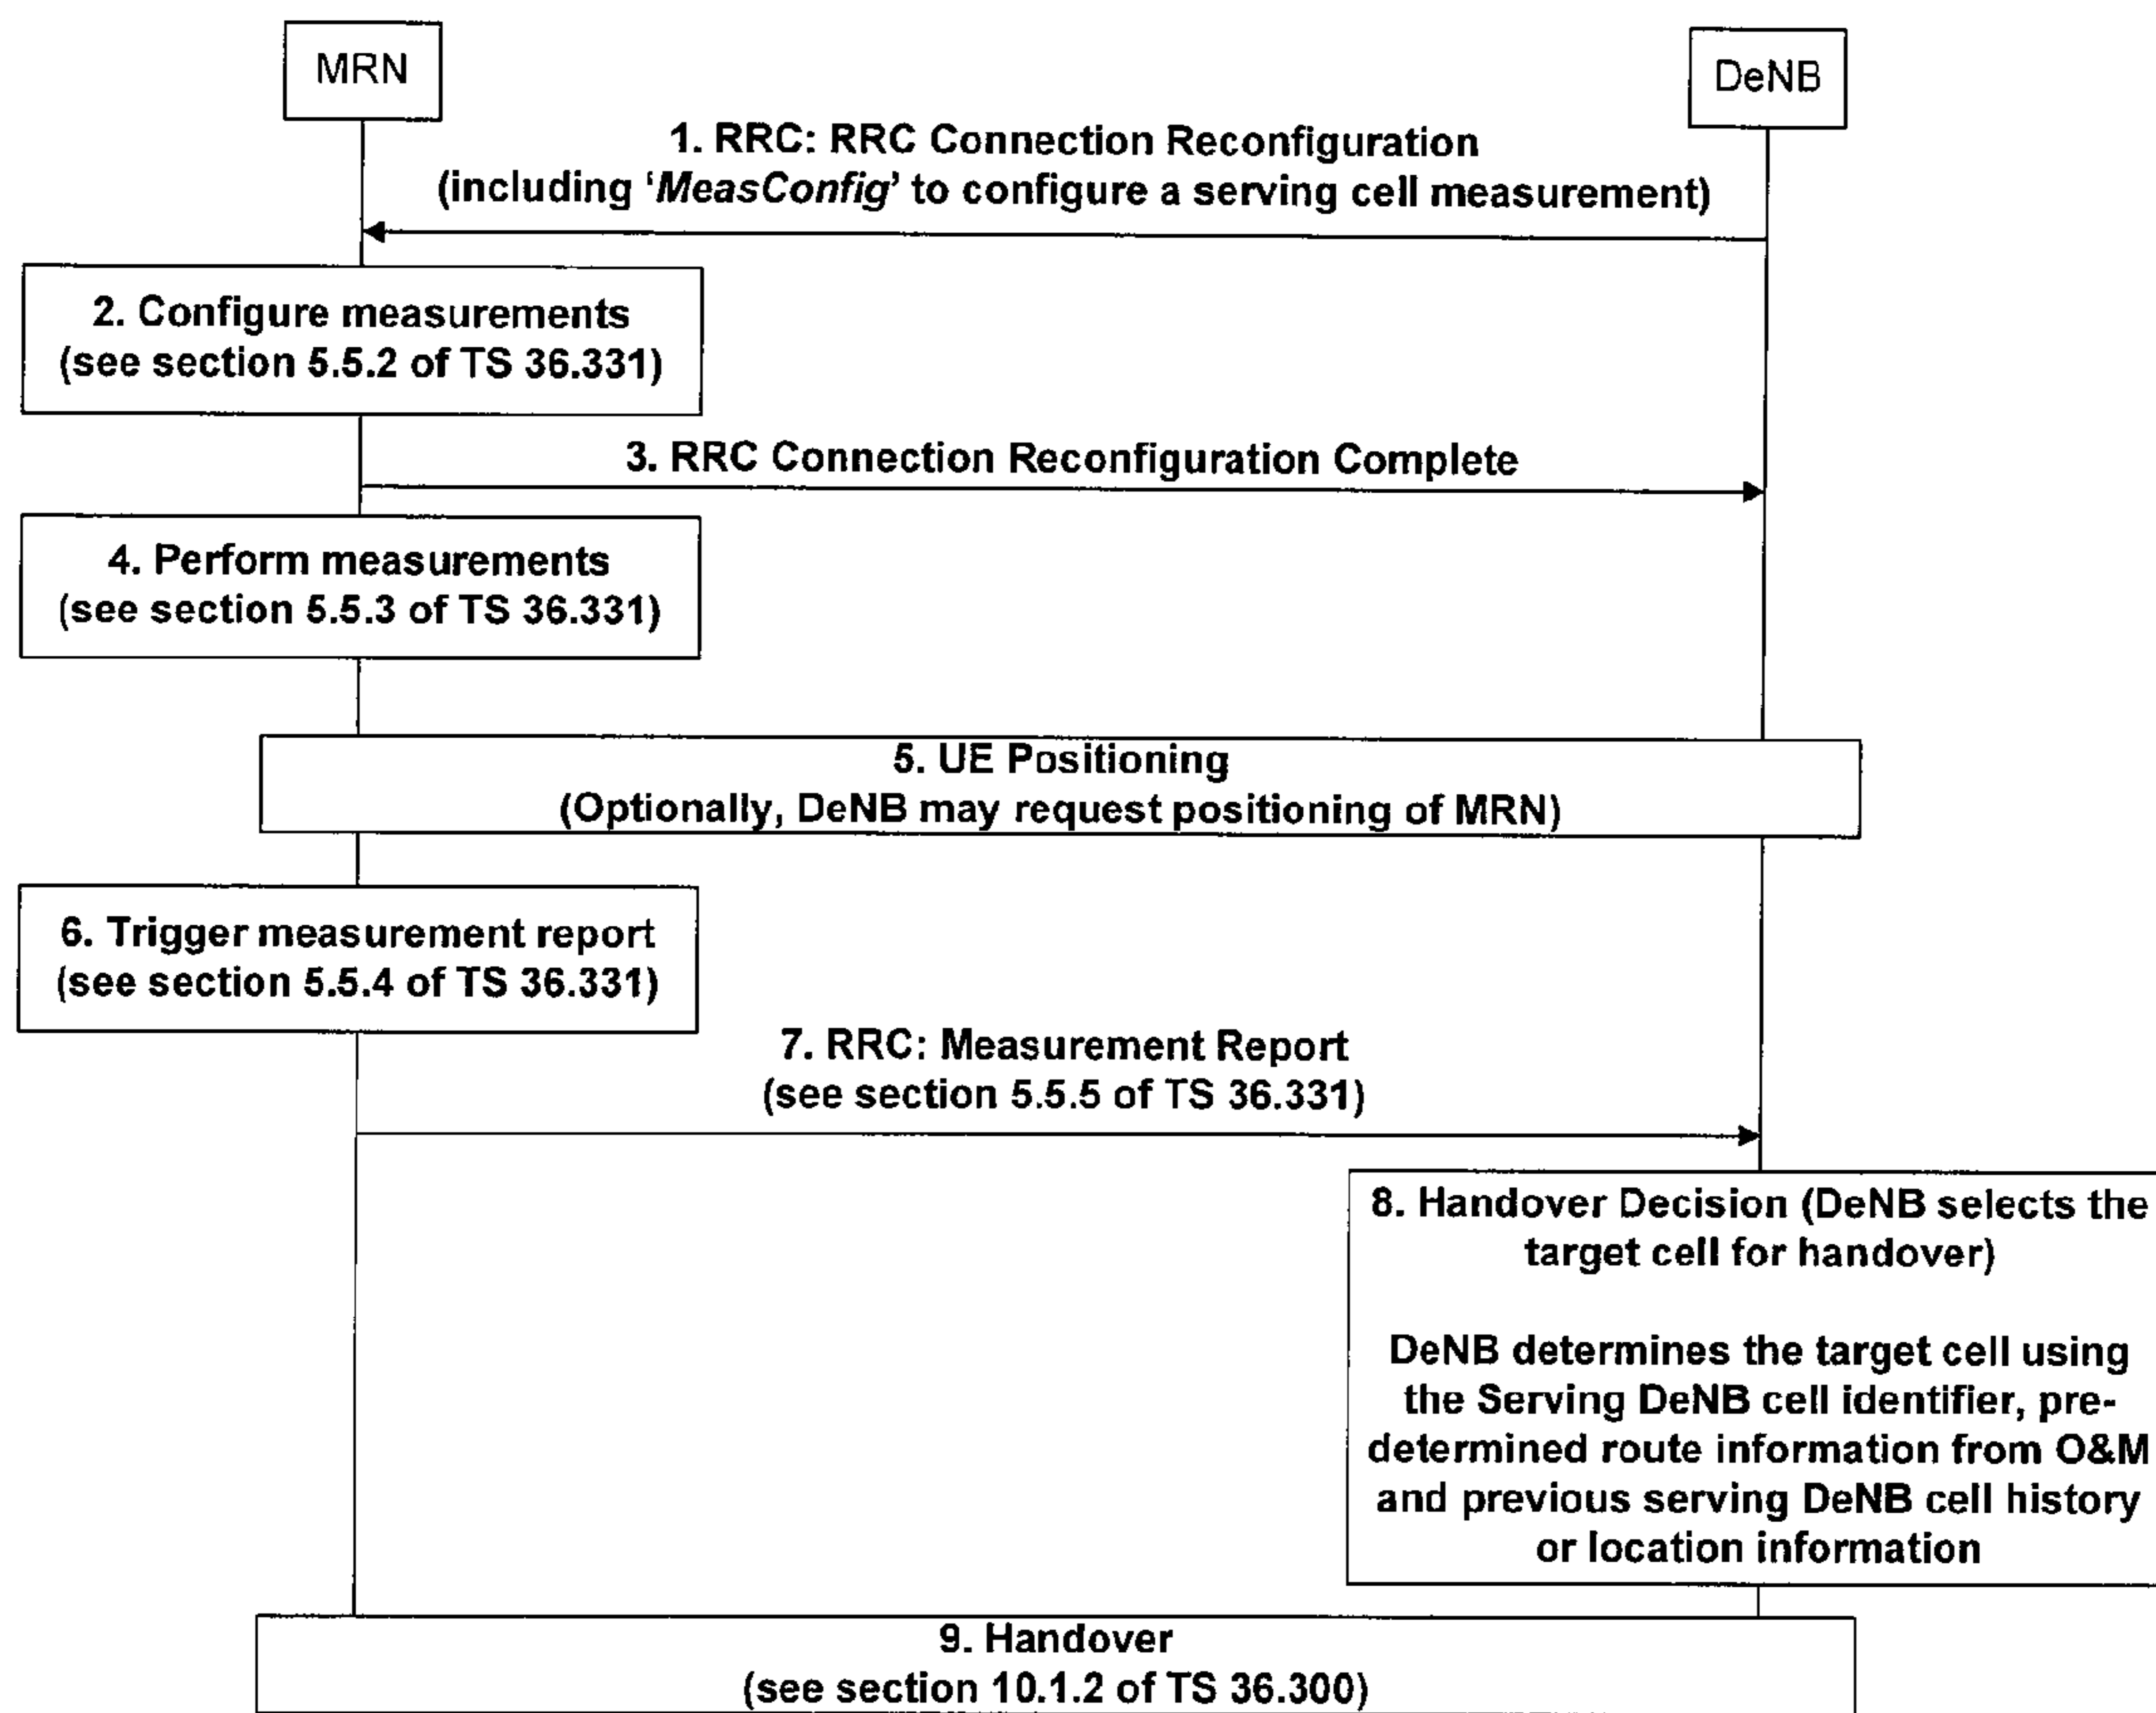 MRN
DeNB
1. RRC: RRC Connection Reconfiguration
(including ‘MeasConfig’ to configure a serving cell measurement)
2. Configure measurements
(see section 5.5.2 of TS 36.331)
3. RRC Connection Reconfiguration Complete
4. Perform measurements
(see section 5.5.3 of TS 36.331)
5. UE Positioning
(Optionally, DeNB may request positioning of MRN)
6. Trigger measurement report
(see section 5.5.4 of TS 36.331)
7. RRC: Measurement Report
(see section 5.5.5 of TS 36.331)
8. Handover Decision (DeNB selects the
target cell for handover)
DeNB determines the target cell using
the Serving DeNB cell identifier, pre-
determined route information from O&M
and previous serving DeNB cell history
or location information
9. Handover
(see section 10.1.2 of TS 36.300)